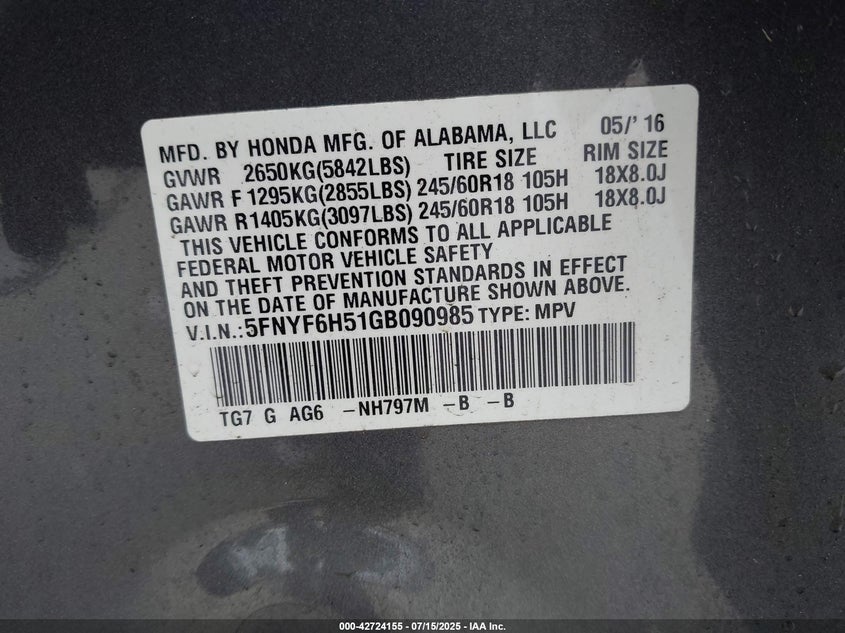 MFD. BY HONDA MFG. OF ALABAMA, LLC 05/' 16
GVWR 2650KG(5842LBS) TIRE SIZE RIM SIZE
GAWR F 1295KG(2855LBS) 245/60R18 105H 18X8.0J
GAWR R1405KG(3097LBS) 245/60R18 105H 18X8.0J
THIS VEHICLE CONFORMS TO ALL APPLICABLE
FEDERAL MOTOR VEHICLE SAFETY
AND THEFT PREVENTION STANDARDS IN EFFECT
ON THE DATE OF MANUFACTURE SHOWN ABOVE.
V.I.N.:5FNYF6H51GB090985 TYPE: MPV
TG7 G AG6 -NH797M -B -B
000-42724155 - 07/15/2025 - IAA Inc.